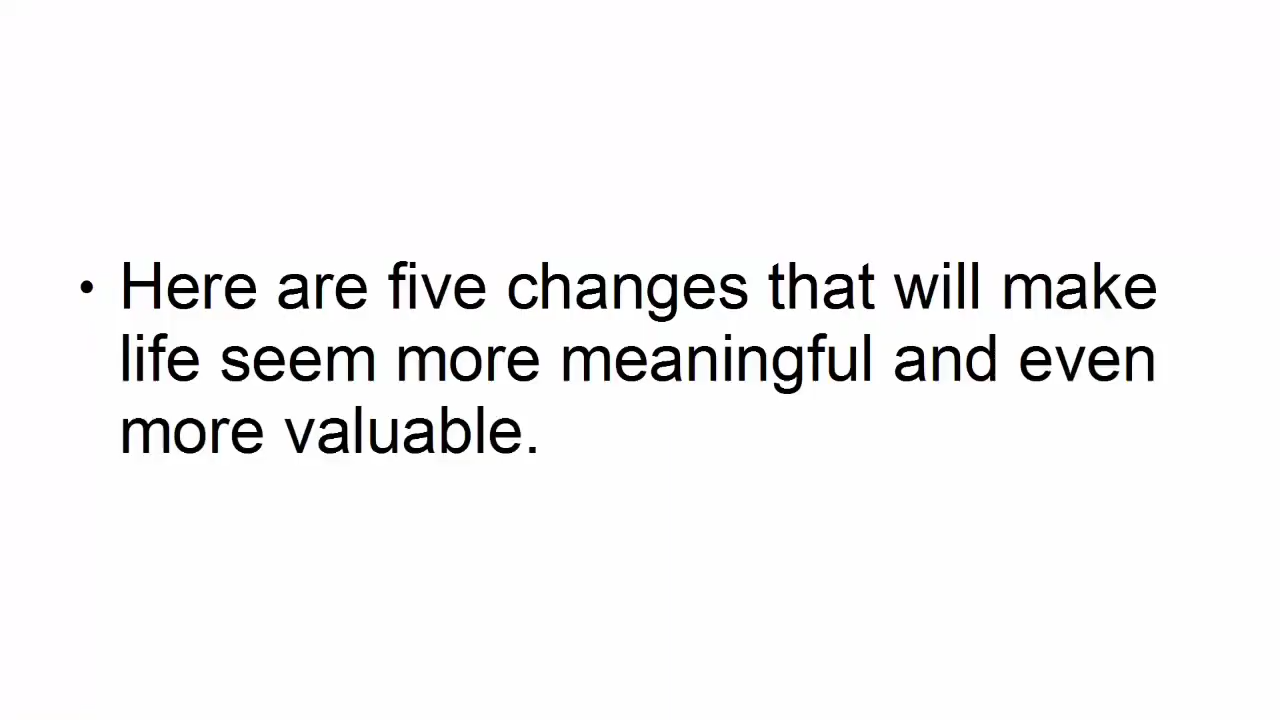 • Here are five changes that will make
life seem more meaningful and even
more valuable.